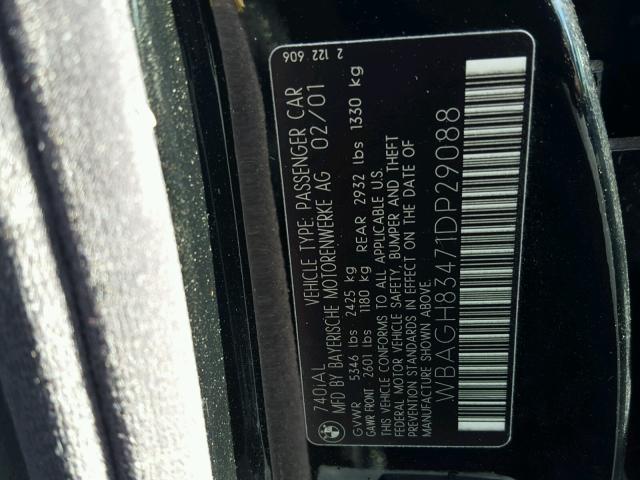 740iAL VEHICLE TYPE: PASSENGER CAR
MFD BY BAYERISCHE MOTORENWERKE AG 02/01
GVWR 5346 lbs 2425 kg
GAWR FRONT 2601 lbs 1180 kg REAR 2932 lbs 1330 kg
THIS VEHICLE CONFORMS TO ALL APPLICABLE U.S.
FEDERAL MOTOR VEHICLE SAFETY, BUMPER AND THEFT
PREVENTION STANDARDS IN EFFECT ON THE DATE OF
MANUFACTURE SHOWN ABOVE.
WBAGH83471DP29088
2 122 606